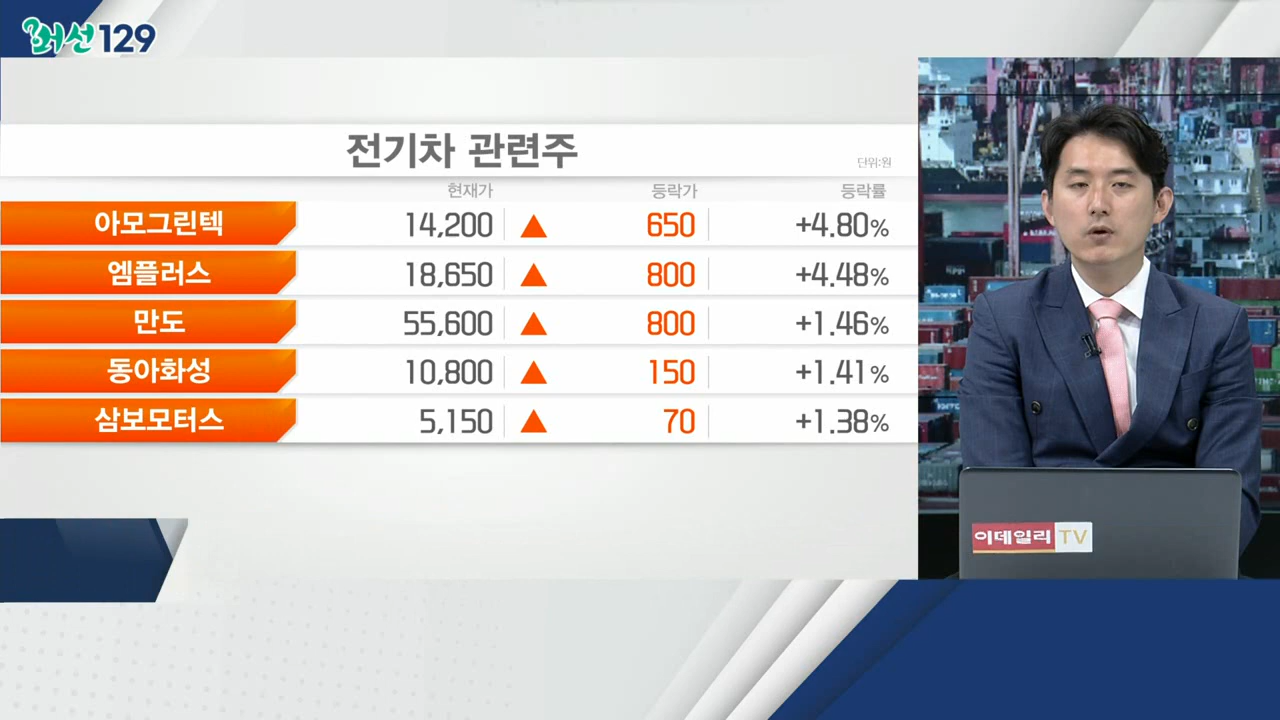 머선129
전기차 관련주
단위:원
현재가 등락가 등락률
아모그린텍 14,200 ▲ 650 +4.80%
엠플러스 18,650 ▲ 800 +4.48%
만도 55,600 ▲ 800 +1.46%
동아화성 10,800 ▲ 150 +1.41%
삼보모터스 5,150 ▲ 70 +1.38%
이데일리TV